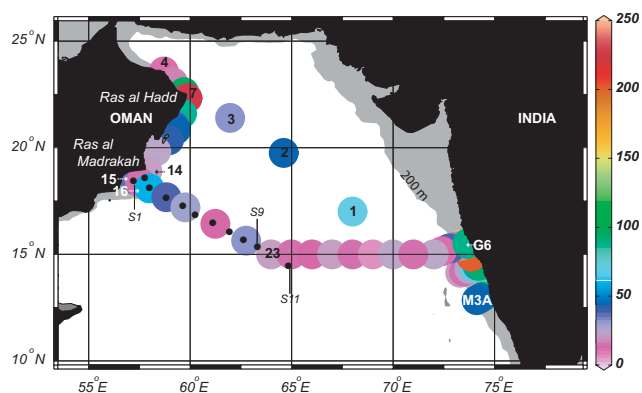 25°N
20°N
15°N
10°N
55°E
60°E
65°E
70°E
75°E
4
Ras al Hadd
7
3
OMAN
INDIA
Ras al
Madrakah
8
2
14
15
16
S1
S9
1
200 m
23
S11
G6
M3A
250
200
150
100
50
0